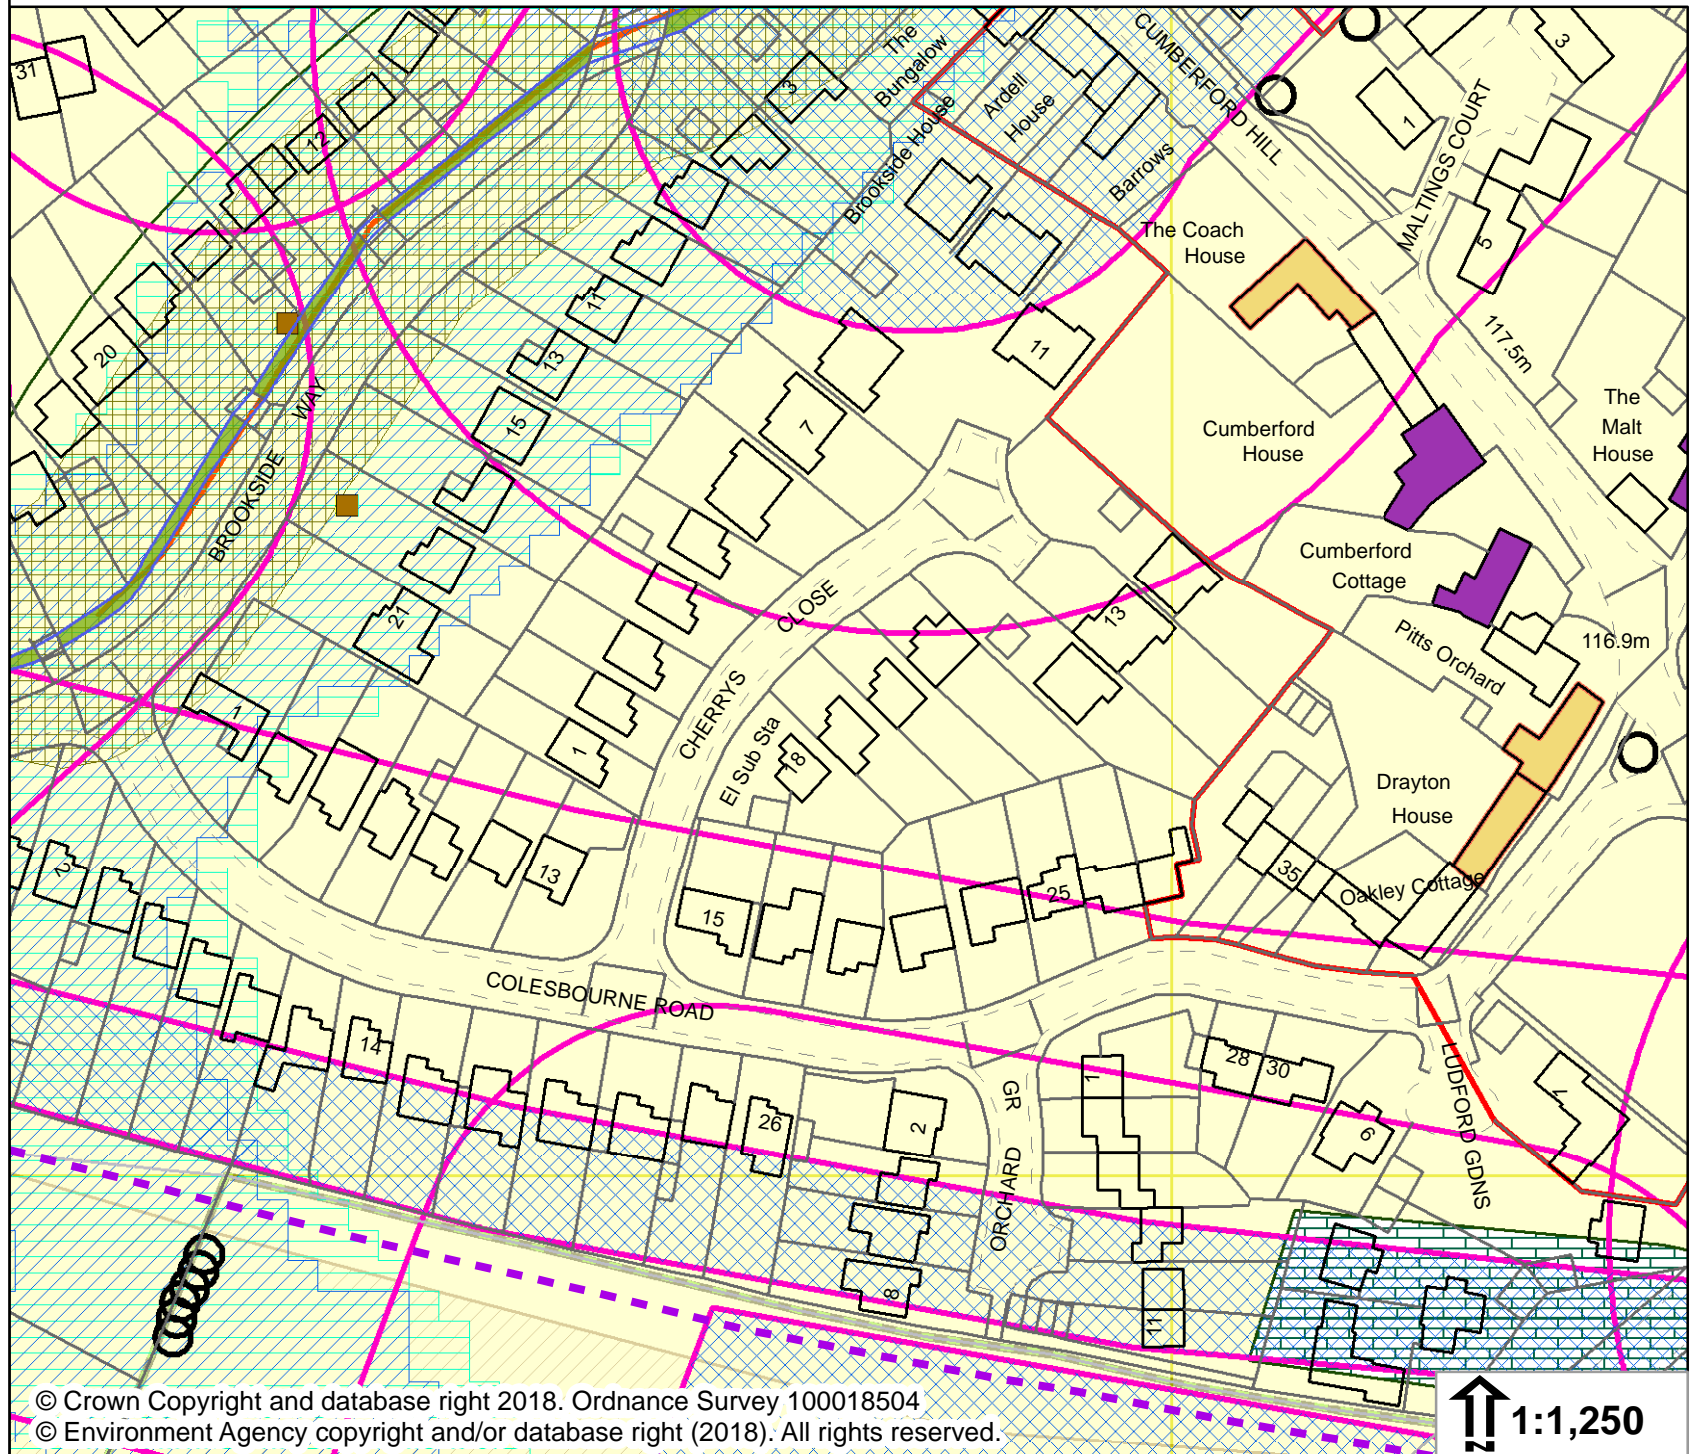 31
12
3
The
Bungalow
Brookside House
Ardell
House
Barrows
CUMBERFORD HILL
3
1
MALTINGS COURT
5
The Coach
House
117.5m
The
Malt
House
20
11
13
15
21
BROOKSIDE WAY
7
11
Cumberford
House
Cumberford
Cottage
Pitts Orchard
116.9m
CHERRYS CLOSE
13
El Sub Sta
18
1
1
13
2
15
25
35
Drayton
House
Oakley Cottage
COLESBOURNE ROAD
14
26
2
8
ORCHARD GR
1
11
28
30
6
LUDFORD GDNS
© Crown Copyright and database right 2018. Ordnance Survey 100018504
© Environment Agency copyright and/or database right (2018). All rights reserved.
N
1:1,250